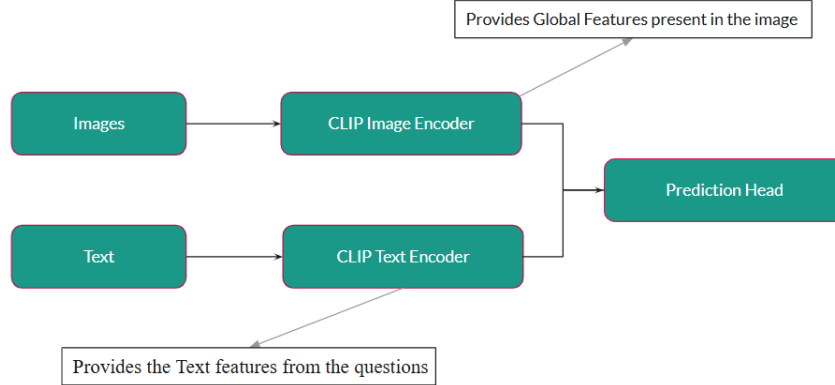 Provides Global Features present in the image
Images
CLIP Image Encoder
Prediction Head
Text
CLIP Text Encoder
Provides the Text features from the questions